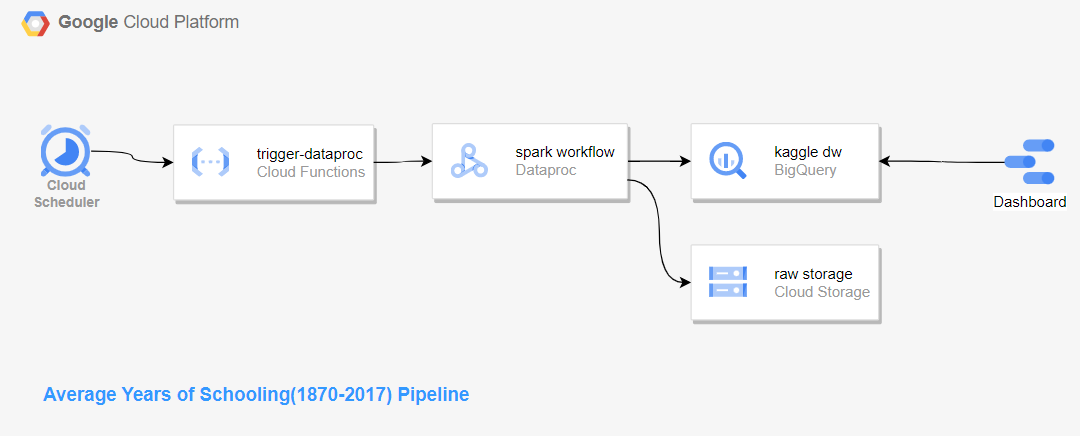 Google Cloud Platform
Cloud
Scheduler
trigger-dataproc
Cloud Functions
spark workflow
Dataproc
kaggle dw
BigQuery
Dashboard
raw storage
Cloud Storage
Average Years of Schooling(1870-2017) Pipeline